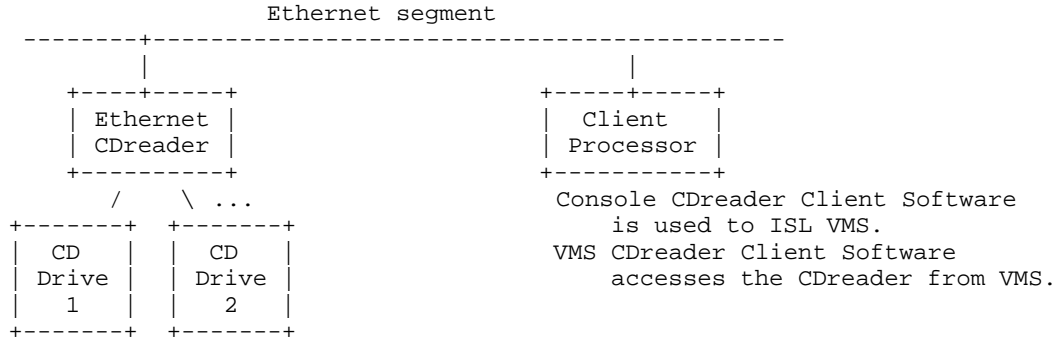 Ethernet segment
Ethernet
CDreader
Client
Processor
/ \ ...
Console CDreader Client Software
is used to ISL VMS.
VMS CDreader Client Software
accesses the CDreader from VMS.
CD
Drive
1
CD
Drive
2